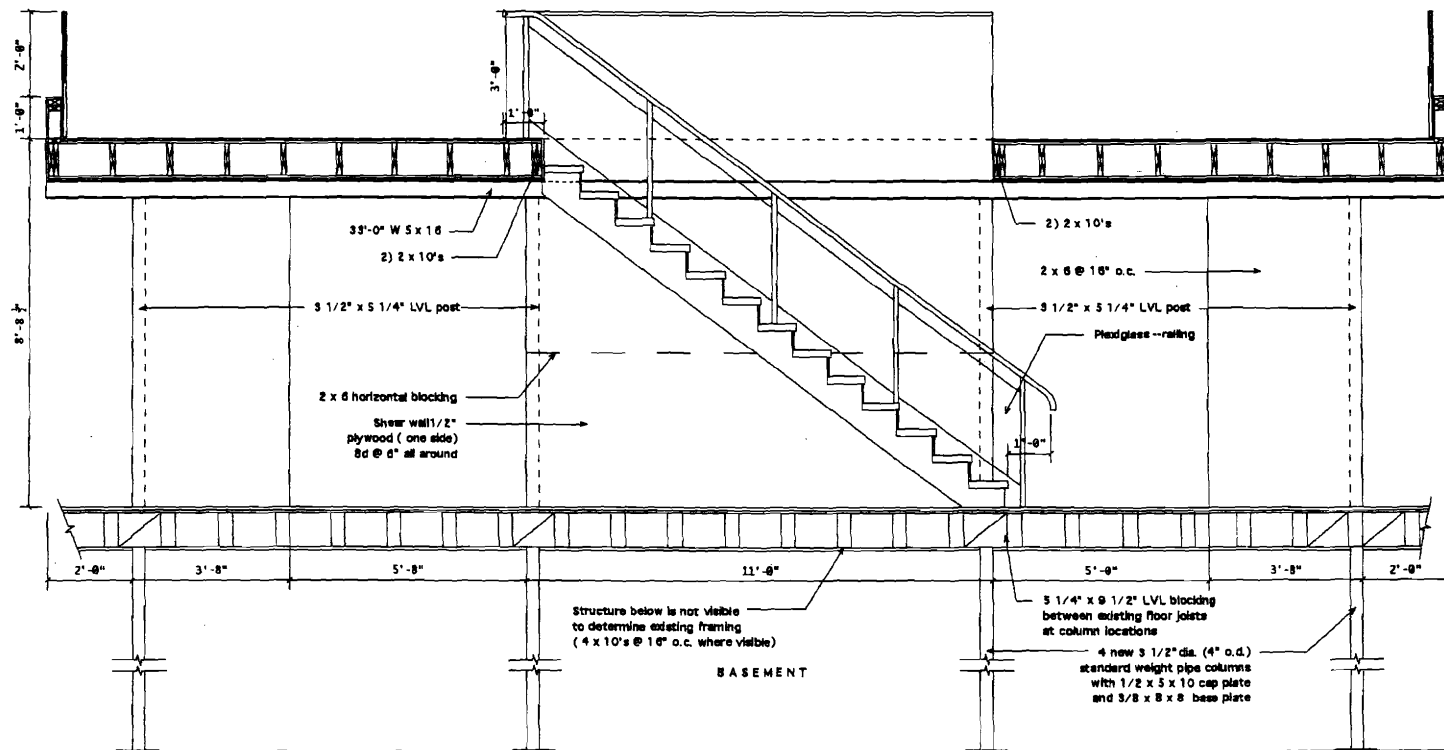 2'-0"
3'-0"
1'-0"
1'-0"
33'-0" W 5 x 16
2) 2 x 10's
2) 2 x 10's
2 x 6 @ 16" o.c.
3 1/2" x 5 1/4" LVL post
3 1/2" x 5 1/4" LVL post
8'-8 1/2"
Plexiglass --railing
2 x 6 horizontal blocking
Shear wall 1/2"
plywood ( one side)
8d @ 6" all around
1'-0"
2'-0" 3'-8" 5'-8" 11'-0" 5'-0" 3'-8" 2'-0"
Structure below is not visible
to determine existing framing
( 4 x 10's @ 16" o.c. where visible)
5 1/4" x 9 1/2" LVL blocking
between existing floor joists
at column locations
BASEMENT
4 new 3 1/2" dia. (4" o.d.)
standard weight pipe columns
with 1/2 x 5 x 10 cap plate
and 3/8 x 8 x 8 base plate